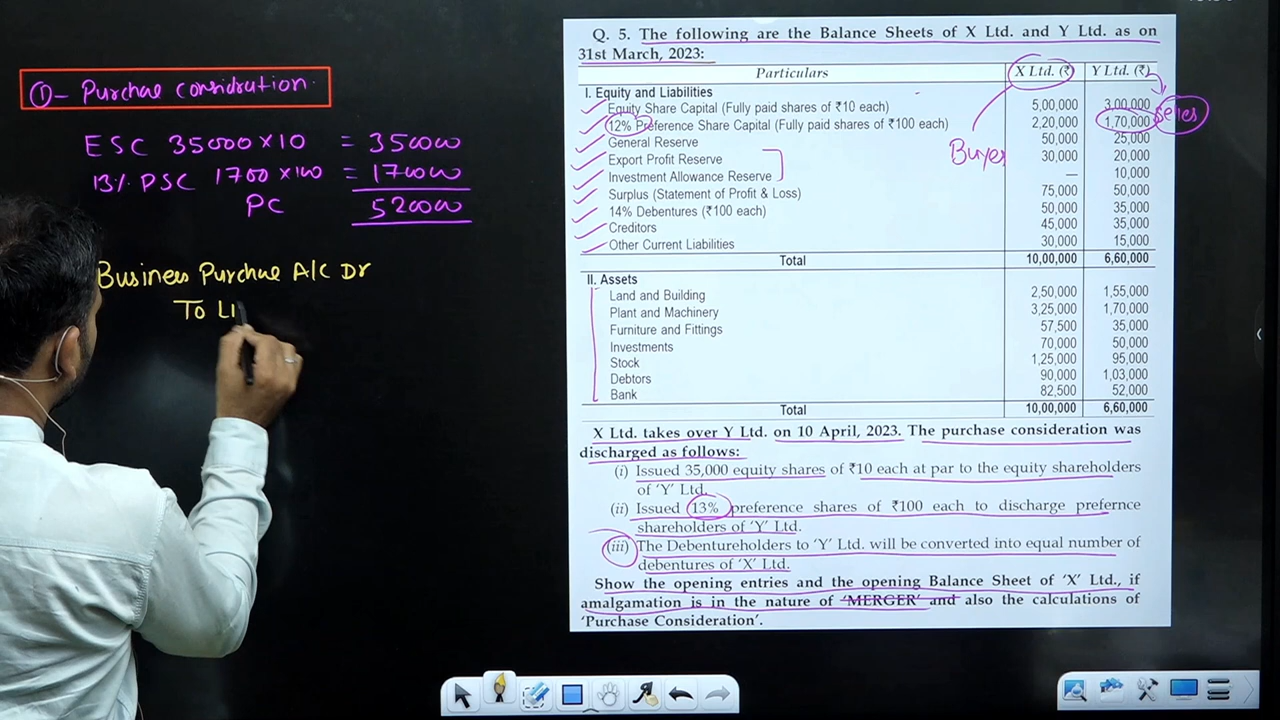 ①- Purchase considration
ESC 35000×10 = 350000
13% PSC 1700×100 = 170000
PC 520000
Business Purchase A/C Dr
To Li
Q. 5. The following are the Balance Sheets of X Ltd. and Y Ltd. as on
31st March, 2023:
Particulars X Ltd. (₹) Y Ltd. (₹)
I. Equity and Liabilities
Equity Share Capital (Fully paid shares of ₹10 each) 5,00,000 3,00,000
12% Preference Share Capital (Fully paid shares of ₹100 each) 2,20,000 1,70,000
General Reserve 50,000 25,000
Export Profit Reserve 30,000 20,000
Investment Allowance Reserve — 10,000
Surplus (Statement of Profit & Loss) 75,000 50,000
14% Debentures (₹100 each) 50,000 35,000
Creditors 45,000 35,000
Other Current Liabilities 30,000 15,000
Total 10,00,000 6,60,000
II. Assets
Land and Building 2,50,000 1,55,000
Plant and Machinery 3,25,000 1,70,000
Furniture and Fittings 57,500 35,000
Investments 70,000 50,000
Stock 1,25,000 95,000
Debtors 90,000 1,03,000
Bank 82,500 52,000
Total 10,00,000 6,60,000
Buyer
X Ltd. takes over Y Ltd. on 10 April, 2023. The purchase consideration was
discharged as follows:
(i) Issued 35,000 equity shares of ₹10 each at par to the equity shareholders
of 'Y' Ltd.
(ii) Issued 13% preference shares of ₹100 each to discharge prefernce
shareholders of 'Y' Ltd.
(iii) The Debentureholders to 'Y' Ltd. will be converted into equal number of
debentures of 'X' Ltd.
Show the opening entries and the opening Balance Sheet of 'X' Ltd., if
amalgamation is in the nature of 'MERGER' and also the calculations of
'Purchase Consideration'.